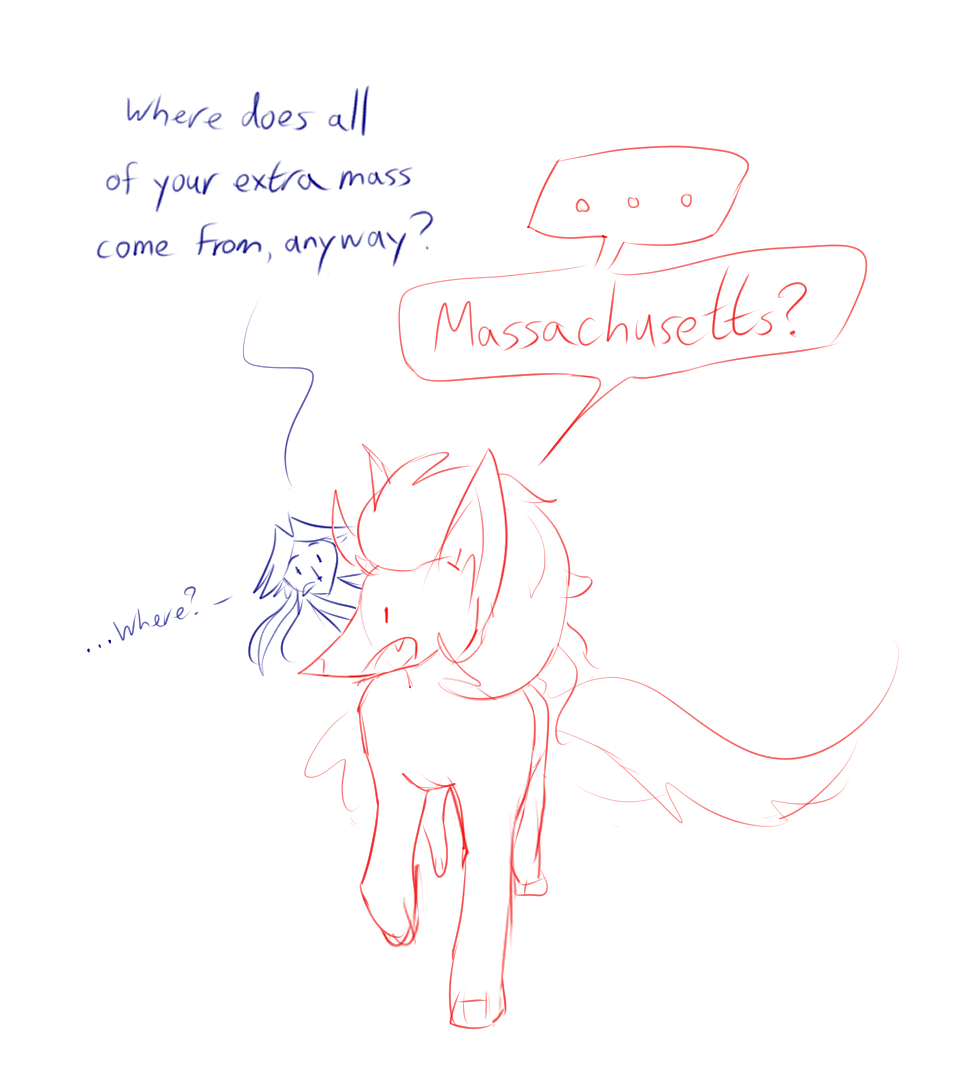 Where does all
of your extra mass
come from, anyway?
...
Massachusetts?
...Where?